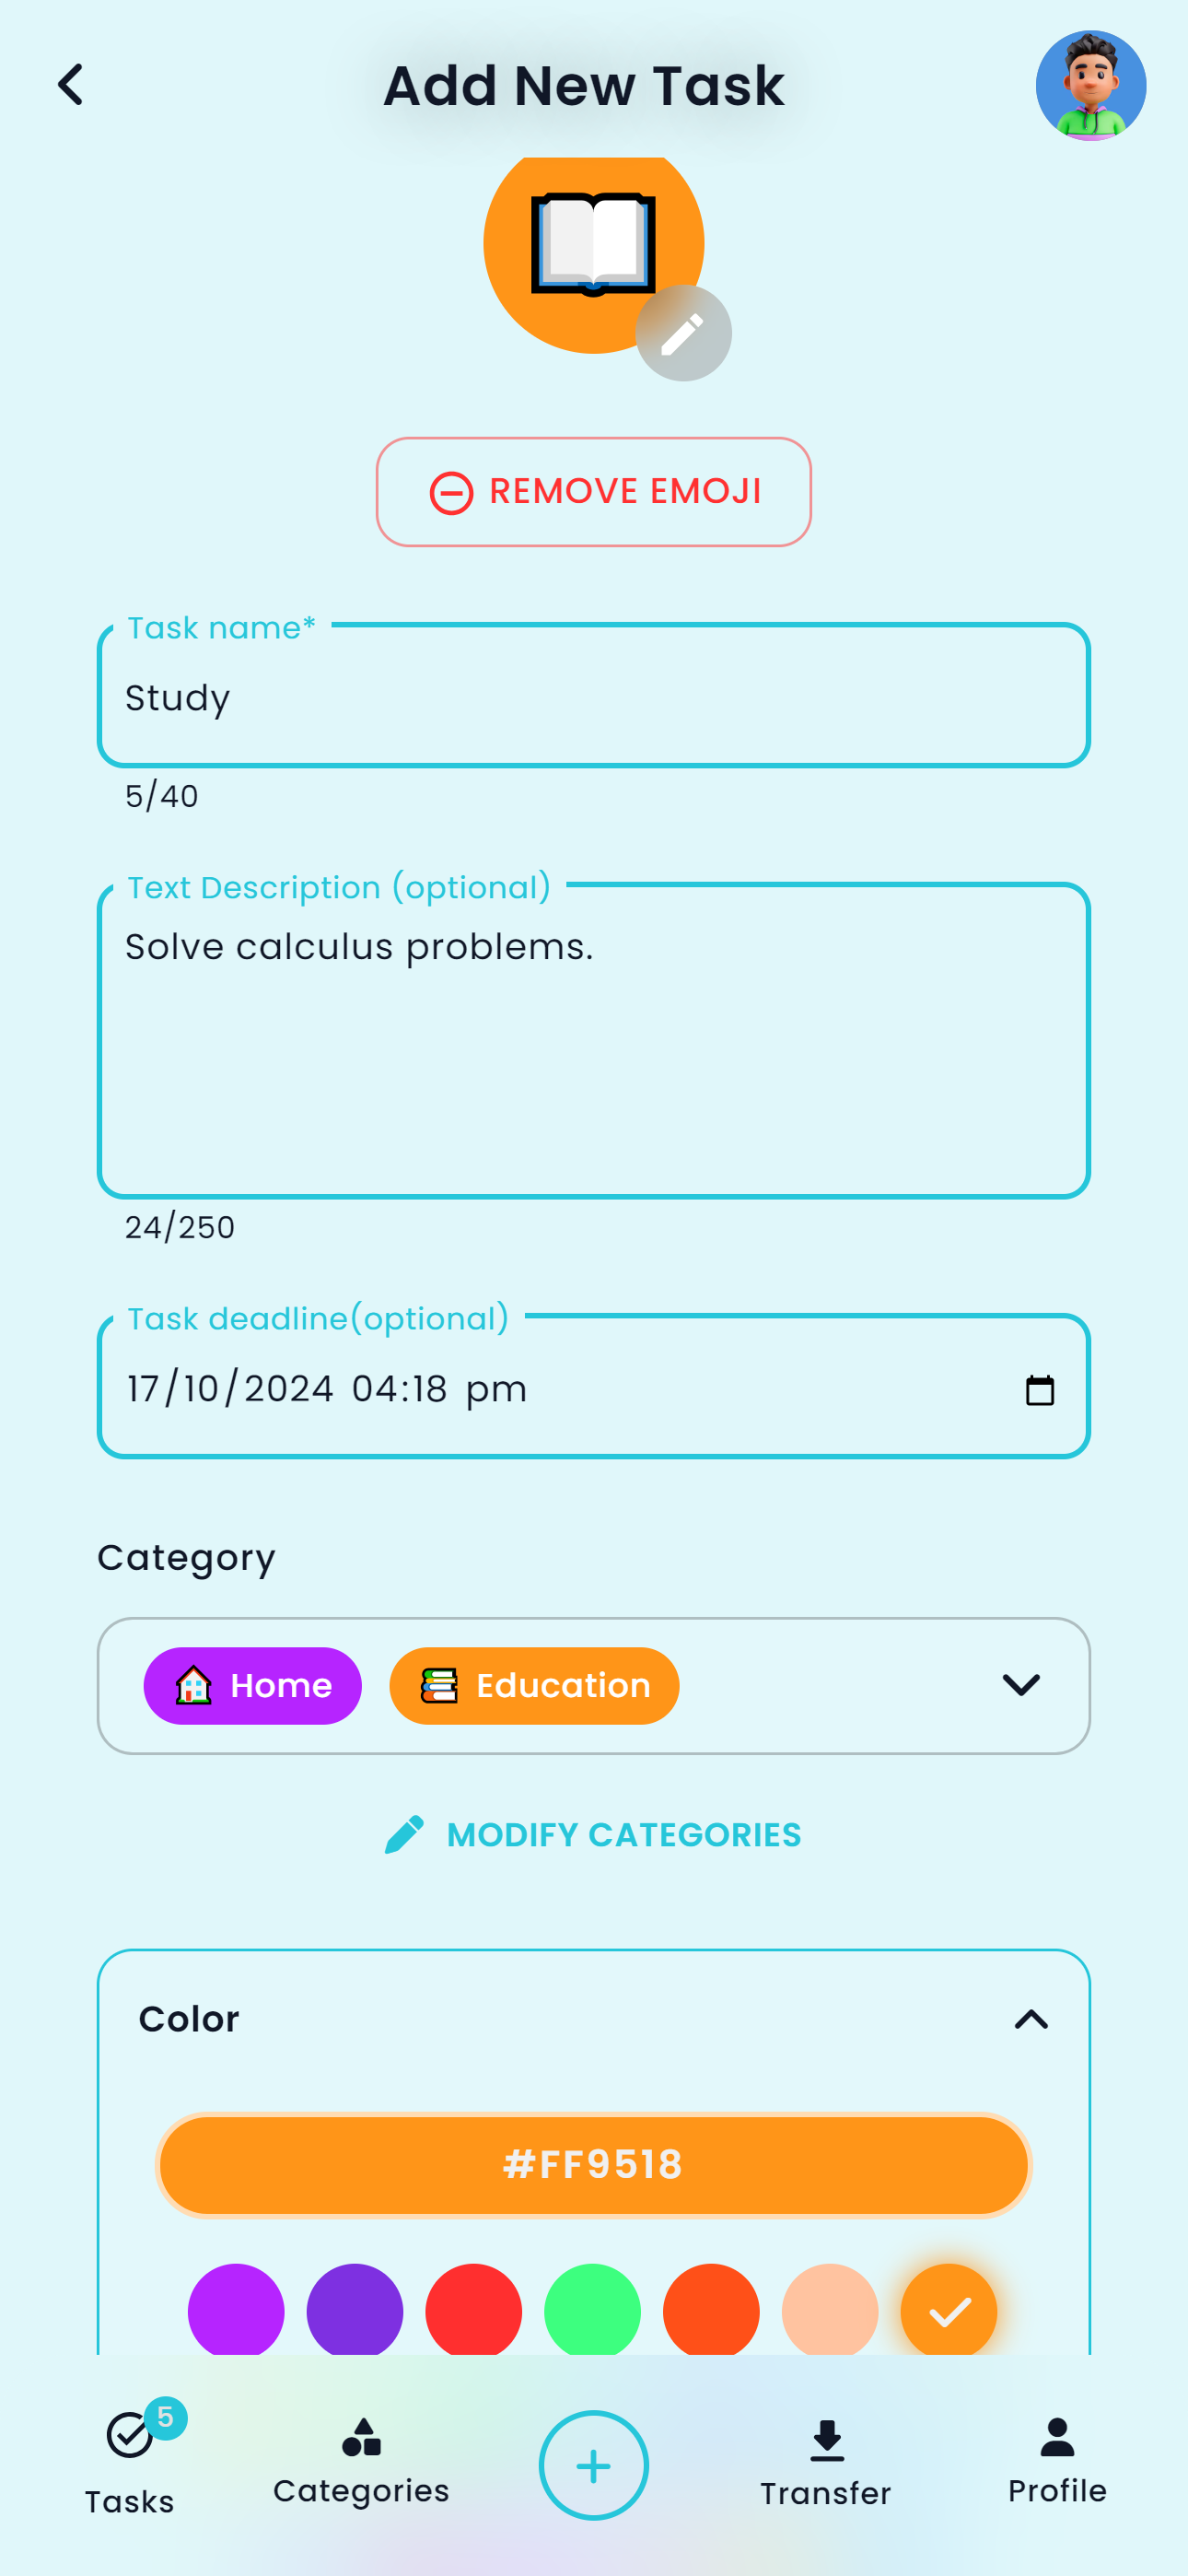 Add New Task
REMOVE EMOJI
Task name*
Study
5/40
Text Description (optional)
Solve calculus problems.
24/250
Task deadline(optional)
17/10/2024 04:18 pm
Category
Home Education
MODIFY CATEGORIES
Color
#FF9518
5
Tasks Categories Transfer Profile